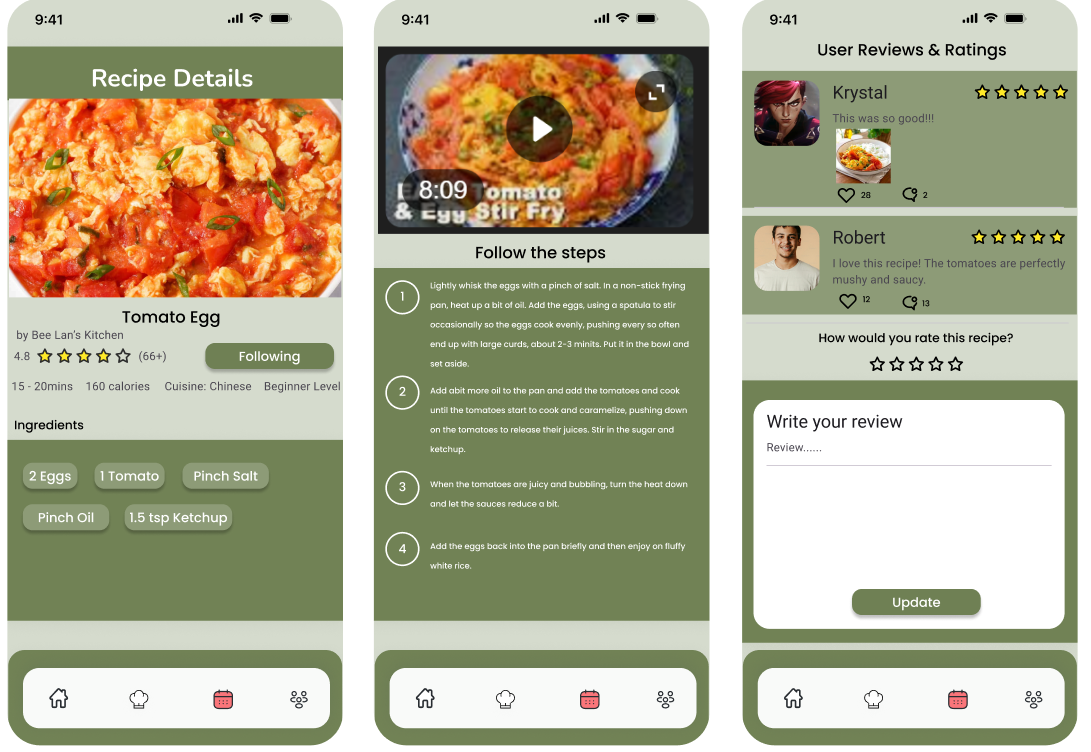 9:41
Recipe Details
Tomato Egg
by Bee Lan's Kitchen
4.8 (66+)
Following
15 - 20mins 160 calories Cuisine: Chinese Beginner Level
Ingredients
2 Eggs 1 Tomato Pinch Salt
Pinch Oil 1.5 tsp Ketchup
9:41
8:09
Tomato
& Egg Stir Fry
Follow the steps
1
Lightly whisk the eggs with a pinch of salt. In a non-stick frying
pan, heat up a bit of oil. Add the eggs, using a spatula to stir
occasionally so the eggs cook evenly, pushing every so often
end up with large curds, about 2-3 minits. Put it in the bowl and
set aside.
2
Add abit more oil to the pan and add the tomatoes and cook
until the tomatoes start to cook and caramelize, pushing down
on the tomatoes to release their juices. Stir in the sugar and
ketchup.
3
When the tomatoes are juicy and bubbling, turn the heat down
and let the sauces reduce a bit.
4
Add the eggs back into the pan briefly and then enjoy on fluffy
white rice.
9:41
User Reviews & Ratings
Krystal
This was so good!!!
28 2
Robert
I love this recipe! The tomatoes are perfectly
mushy and saucy.
12 13
How would you rate this recipe?
Write your review
Review......
Update